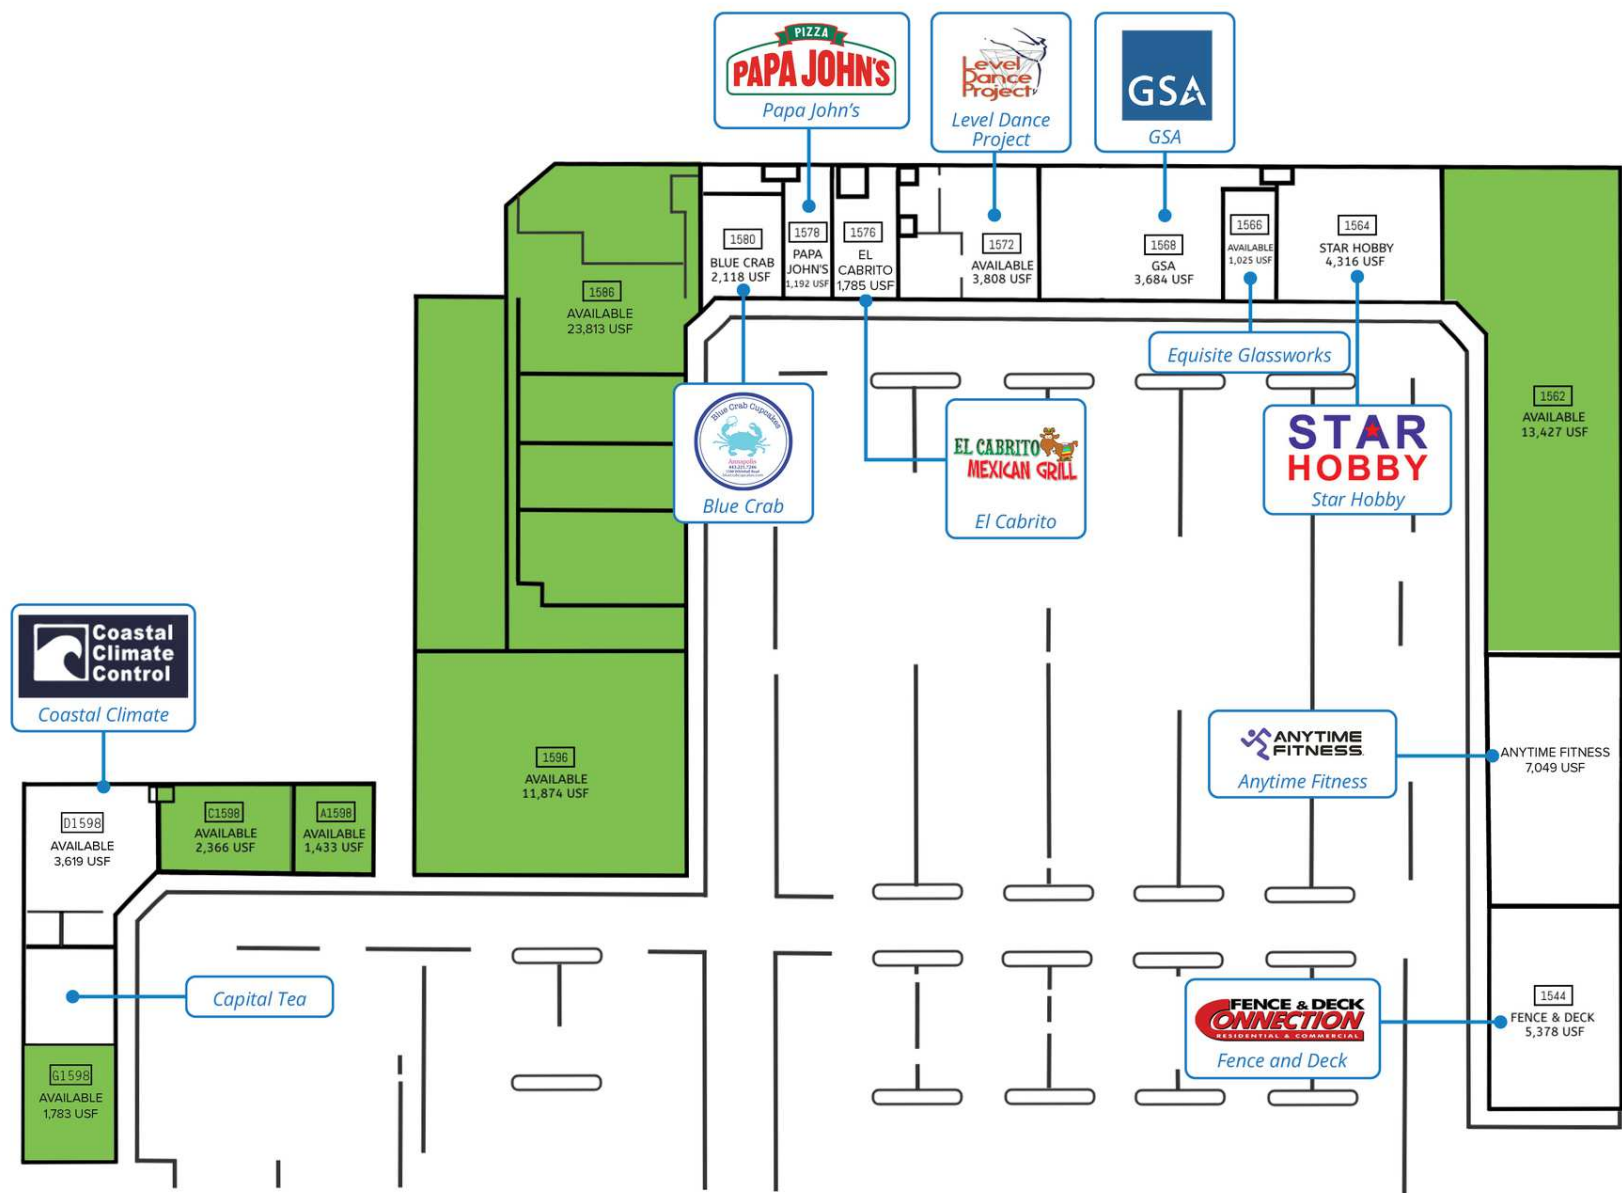 PIZZA
PAPA JOHN'S
Papa John's
Level
Dance
Project
Level Dance
Project
GSA
GSA
1586
AVAILABLE
23,813 USF
1580
BLUE CRAB
2,118 USF
1578
PAPA
JOHN'S
1,192 USF
1576
EL
CABRITO
1,785 USF
1572
AVAILABLE
3,808 USF
1568
GSA
3,684 USF
1566
AVAILABLE
1,025 USF
1564
STAR HOBBY
4,316 USF
Equisite Glassworks
1562
AVAILABLE
13,427 USF
Blue Crab Cupcakes
Annapolis
Blue Crab
EL CABRITO
MEXICAN GRILL
El Cabrito
STAR
HOBBY
Star Hobby
Coastal
Climate
Control
Coastal Climate
ANYTIME
FITNESS
Anytime Fitness
ANYTIME FITNESS
7,049 USF
1596
AVAILABLE
11,874 USF
D1598
AVAILABLE
3,619 USF
C1598
AVAILABLE
2,366 USF
A1598
AVAILABLE
1,433 USF
Capital Tea
FENCE & DECK
CONNECTION
RESIDENTIAL & COMMERCIAL
Fence and Deck
1544
FENCE & DECK
5,378 USF
G1598
AVAILABLE
1,783 USF